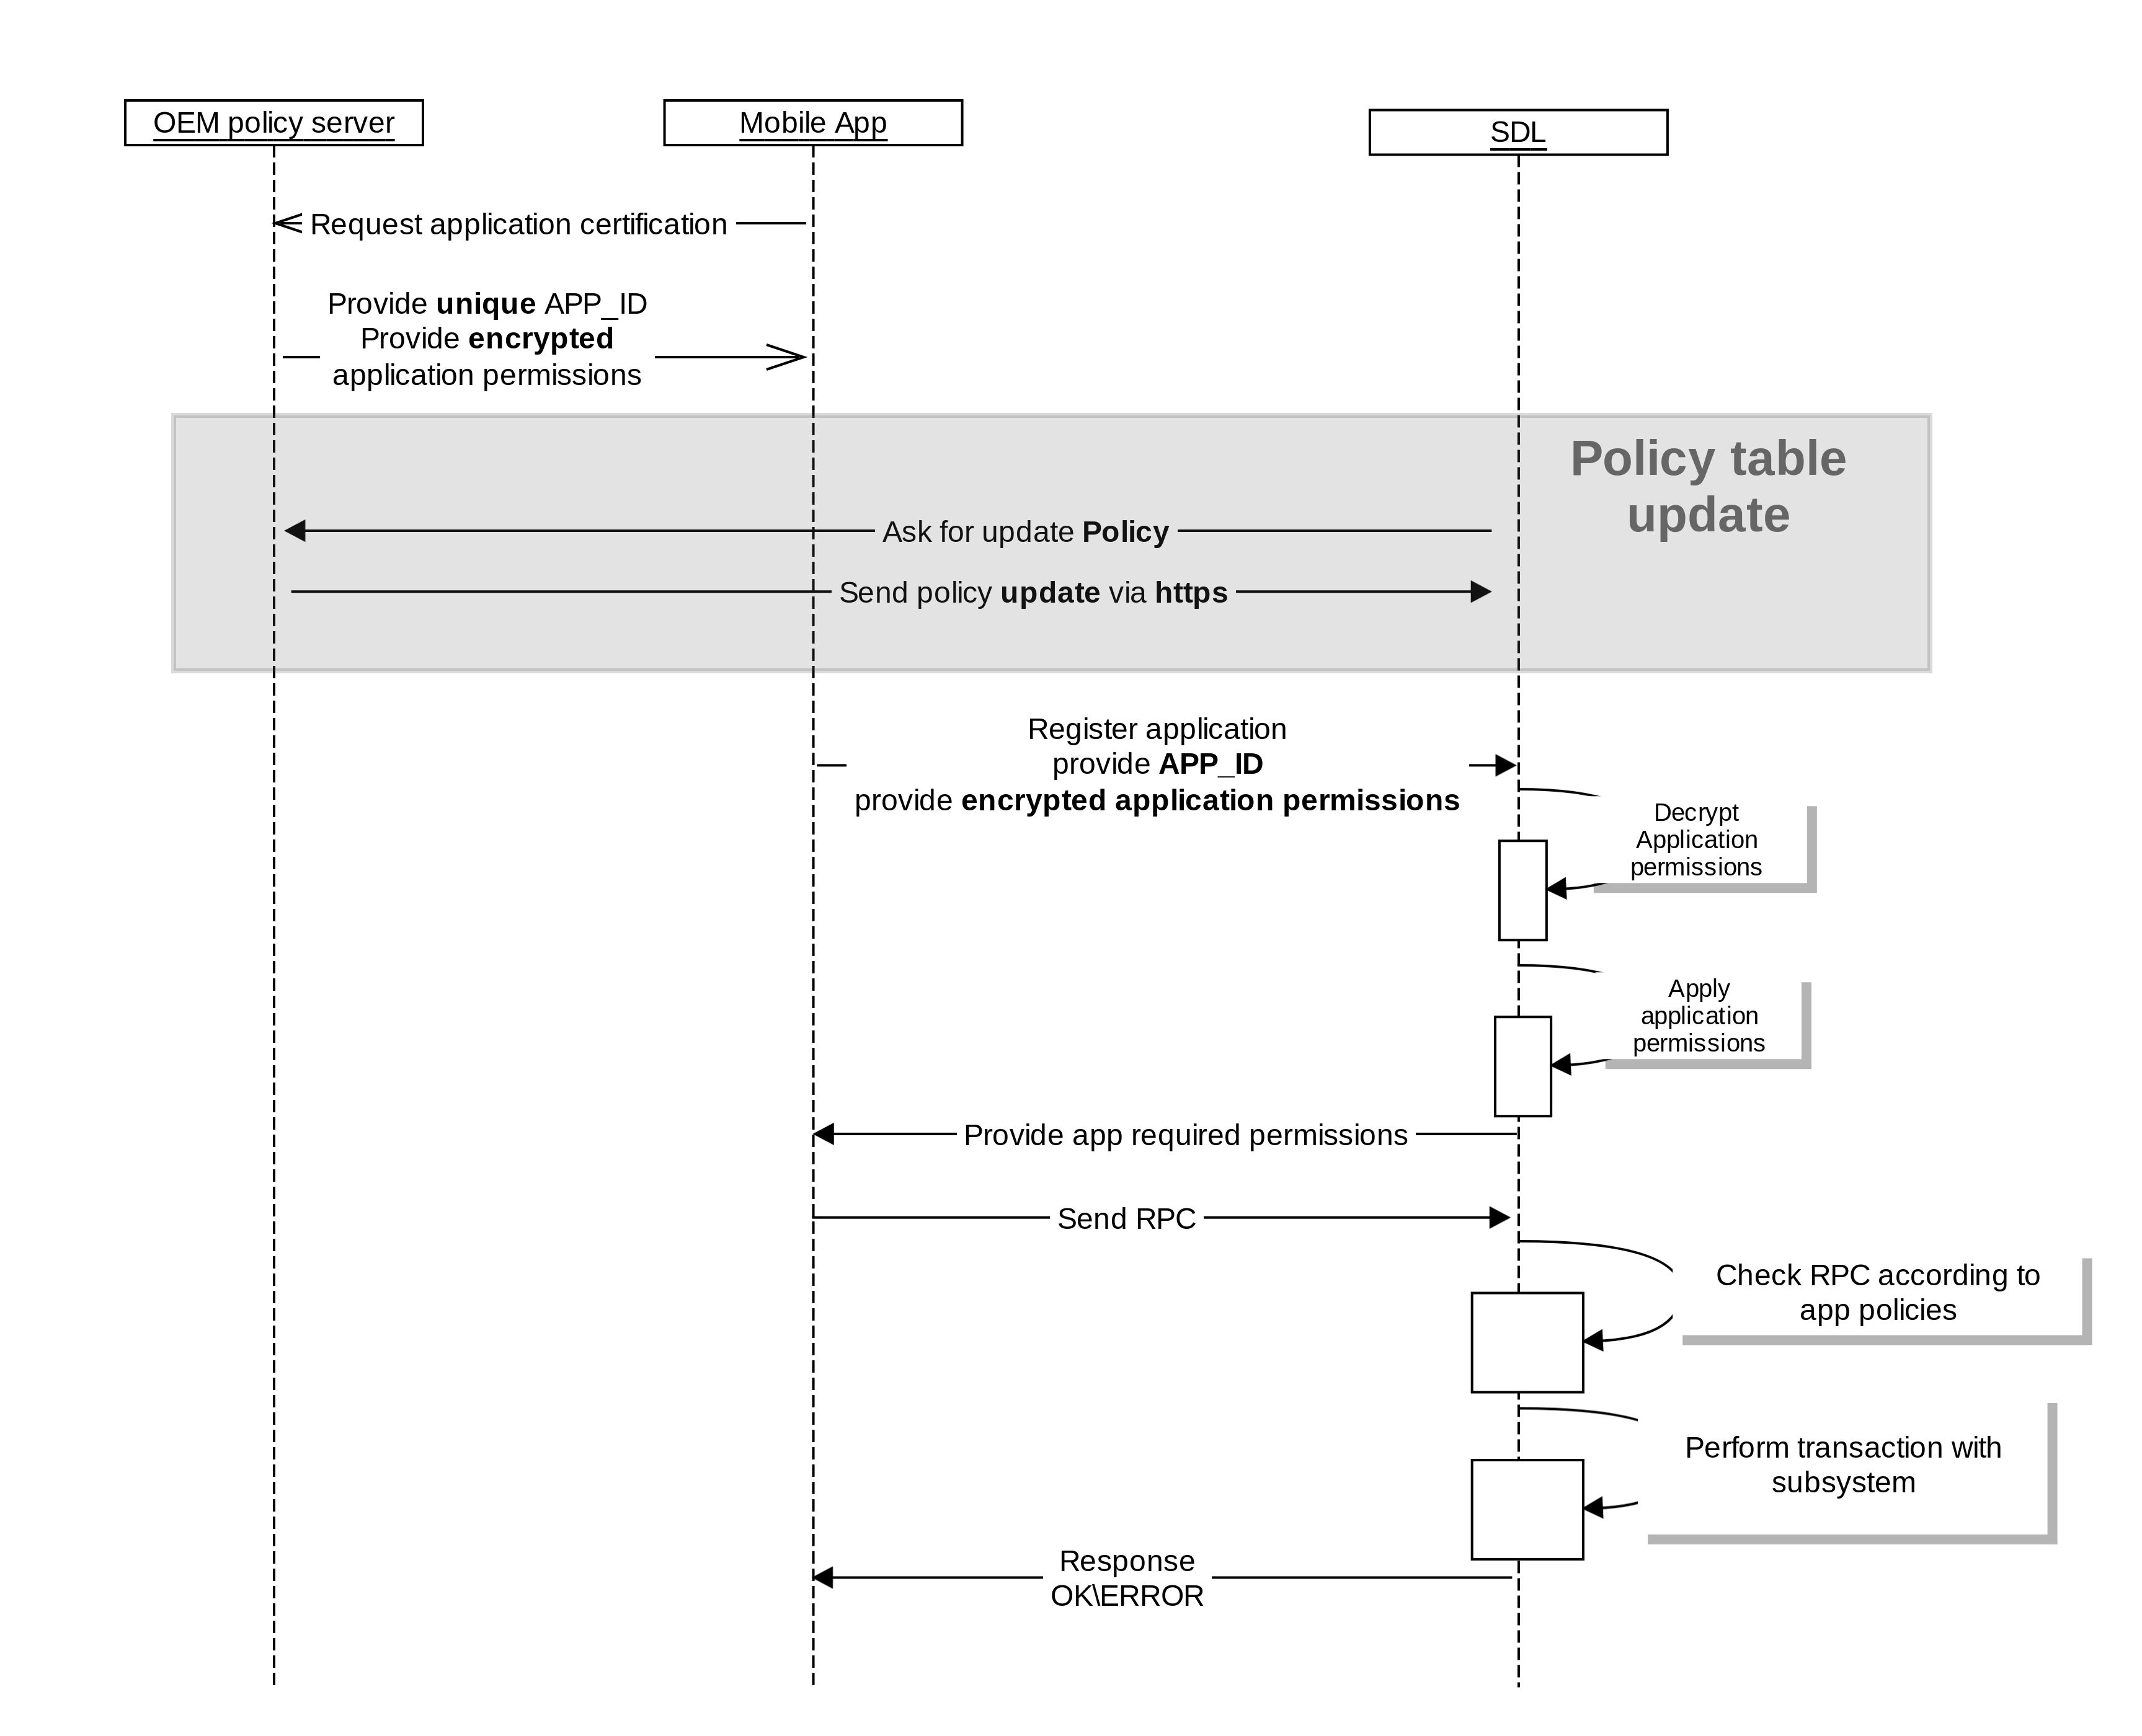 OEM policy server
Mobile App
SDL
Request application certification
Provide unique APP_ID
Provide encrypted
application permissions
Policy table
update
Ask for update Policy
Send policy update via https
Register application
provide APP_ID
provide encrypted application permissions
Decrypt
Application
permissions
Apply
application
permissions
Provide app required permissions
Send RPC
Check RPC according to
app policies
Perform transaction with
subsystem
Response
OK\ERROR